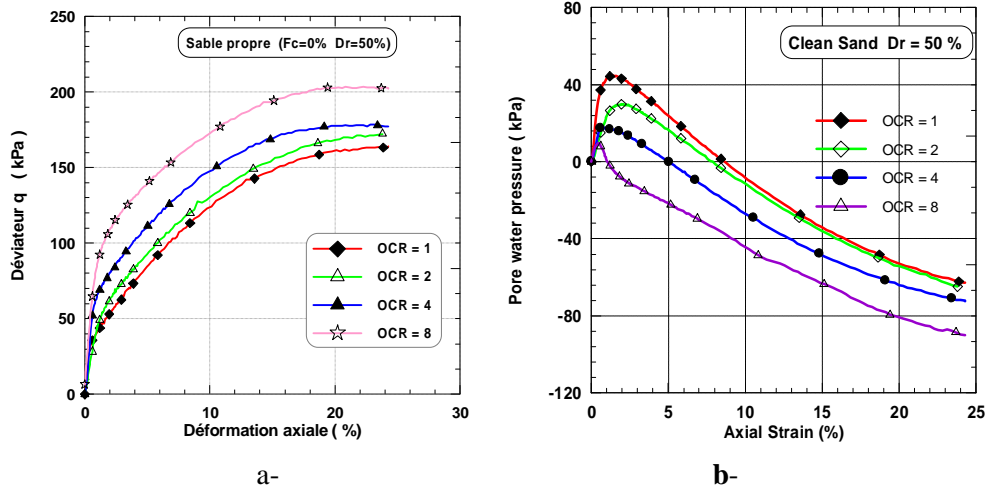 250
200
150
100
50
0
0
10
20
30
Déviateur q ( kPa)
Déformation axiale ( %)
Sable propre (Fc=0% Dr=50%)
OCR = 1
OCR = 2
OCR = 4
OCR = 8
a-
80
40
0
-40
-80
-120
0
5
10
15
20
25
Pore water pressure ( kPa)
Axial Strain (%)
Clean Sand Dr = 50 %
OCR = 1
OCR = 2
OCR = 4
OCR = 8
b-